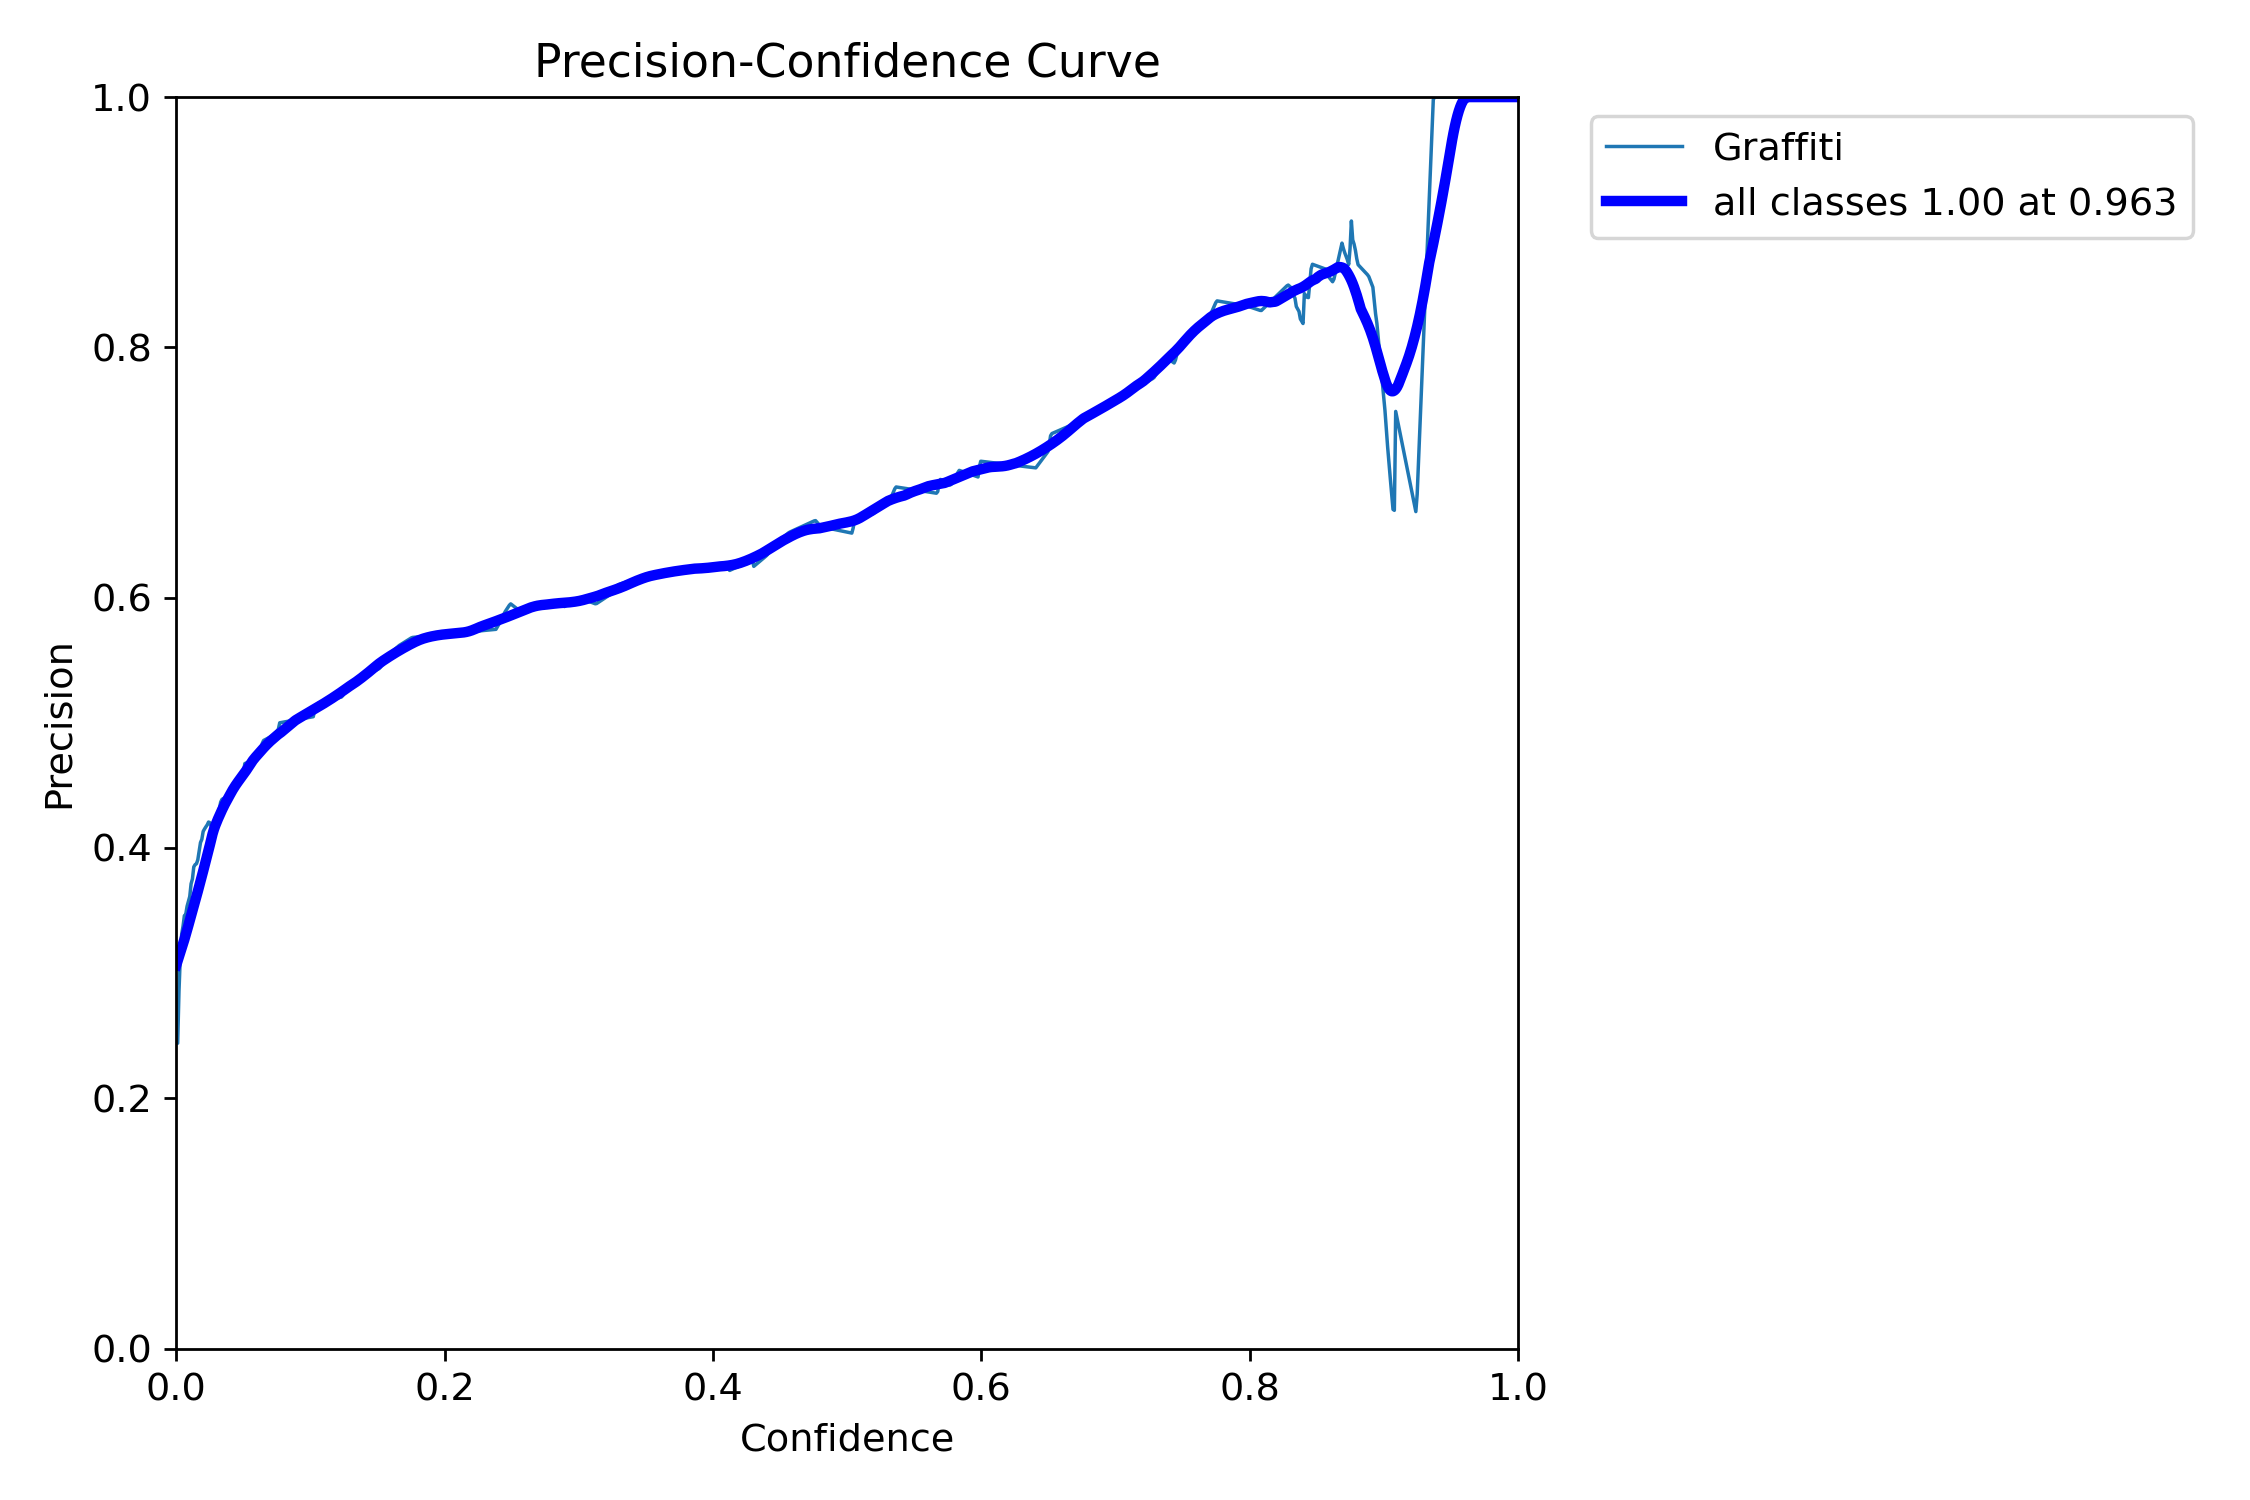 Precision-Confidence Curve
1.0
0.8
0.6
0.4
0.2
0.0
Precision
0.0 0.2 0.4 0.6 0.8 1.0
Confidence
Graffiti
all classes 1.00 at 0.963